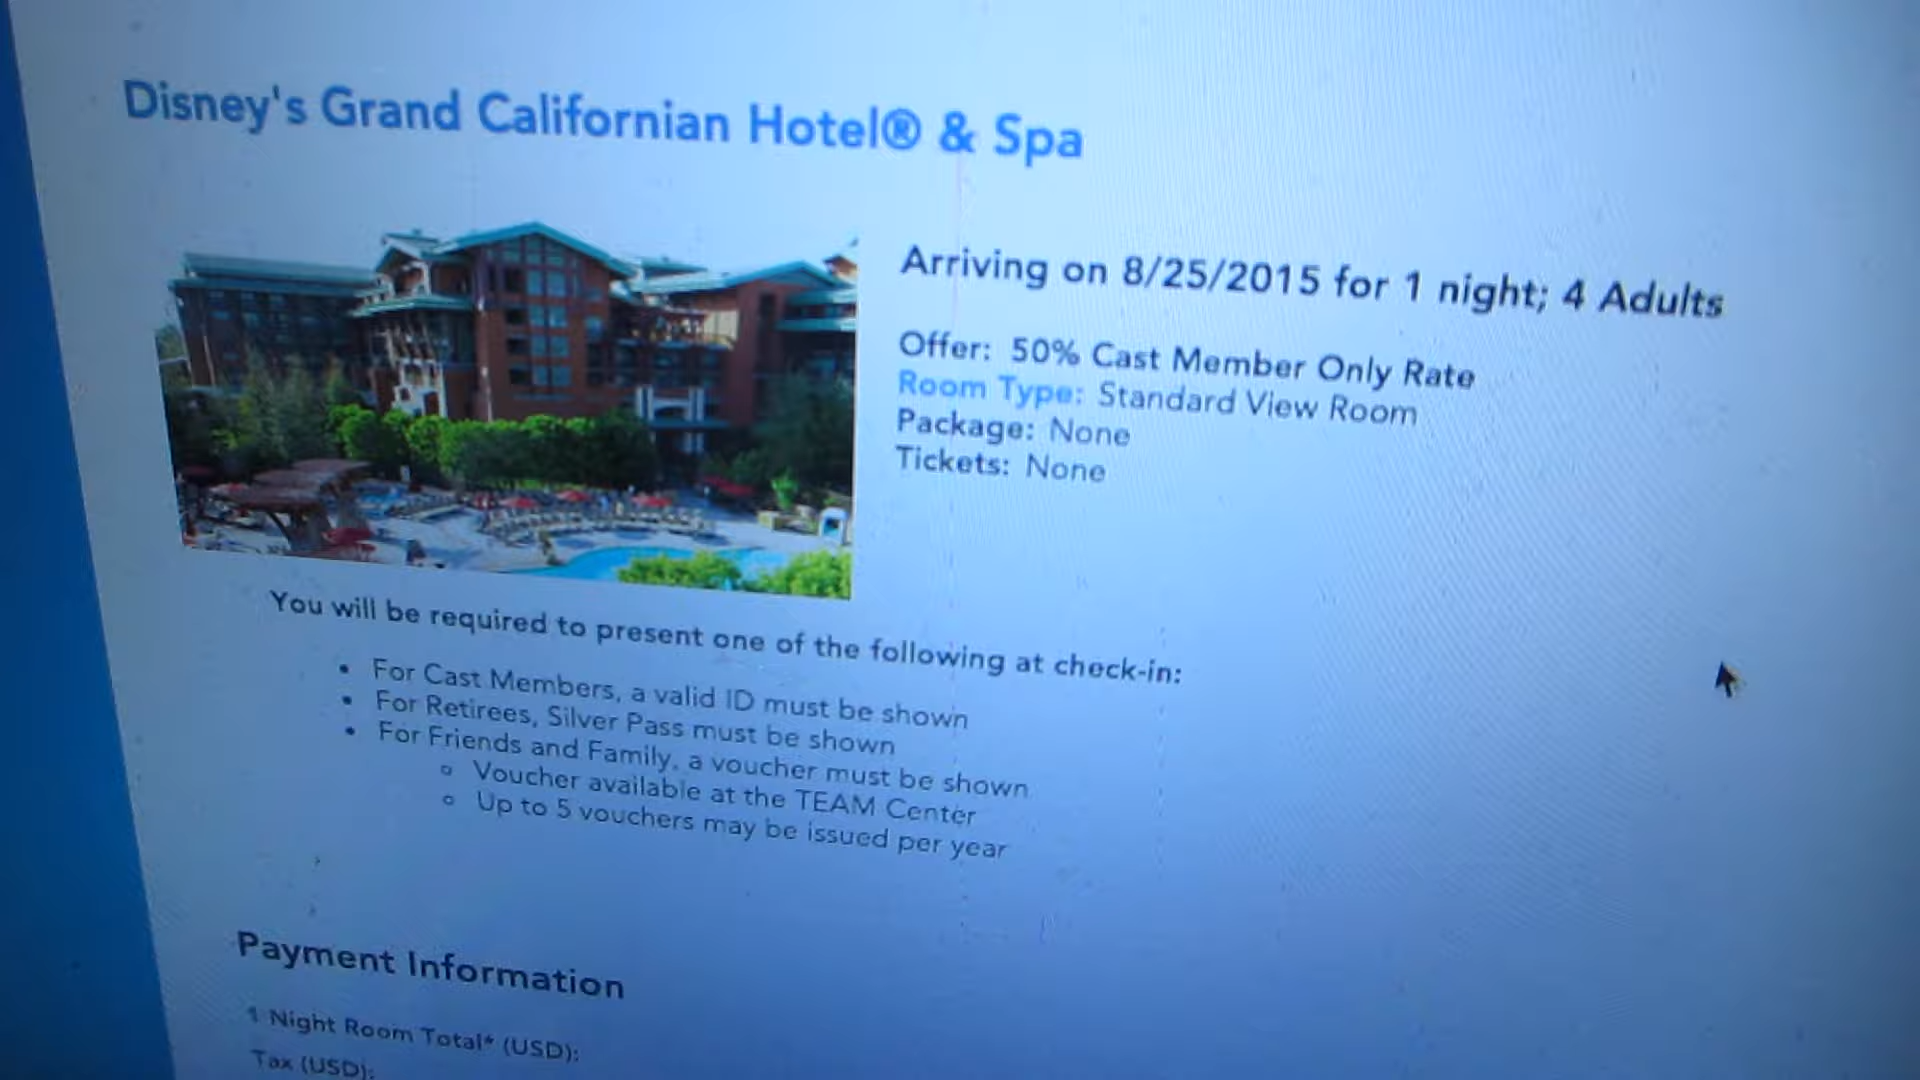 Disney's Grand Californian Hotel® & Spa
Arriving on 8/25/2015 for 1 night; 4 Adults
Offer: 50% Cast Member Only Rate
Room Type: Standard View Room
Package: None
Tickets: None
You will be required to present one of the following at check-in:
• For Cast Members, a valid ID must be shown
• For Retirees, Silver Pass must be shown
• For Friends and Family, a voucher must be shown
○ Voucher available at the TEAM Center
○ Up to 5 vouchers may be issued per year
Payment Information
1 Night Room Total* (USD):
Tax (USD):